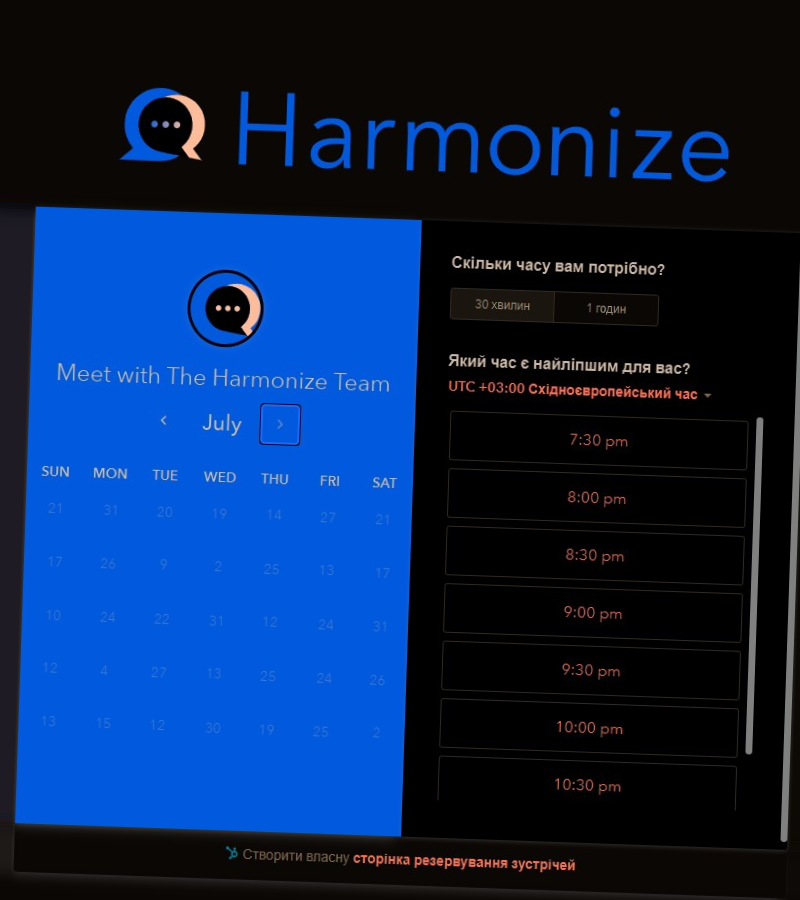 Harmonize
Meet with The Harmonize Team
July
SUN MON TUE WED THU FRI SAT
21 31 20 19 14 27 21
17 26 9 2 25 13 17
10 24 22 31 12 24 31
12 4 27 13 25 24 26
13 15 12 30 19 25 2
Скільки часу вам потрібно?
30 хвилин 1 годин
Який час є найліпшим для вас?
UTC +03:00 Східноєвропейський час
7:30 pm
8:00 pm
8:30 pm
9:00 pm
9:30 pm
10:00 pm
10:30 pm
Створити власну сторінка резервування зустрічей